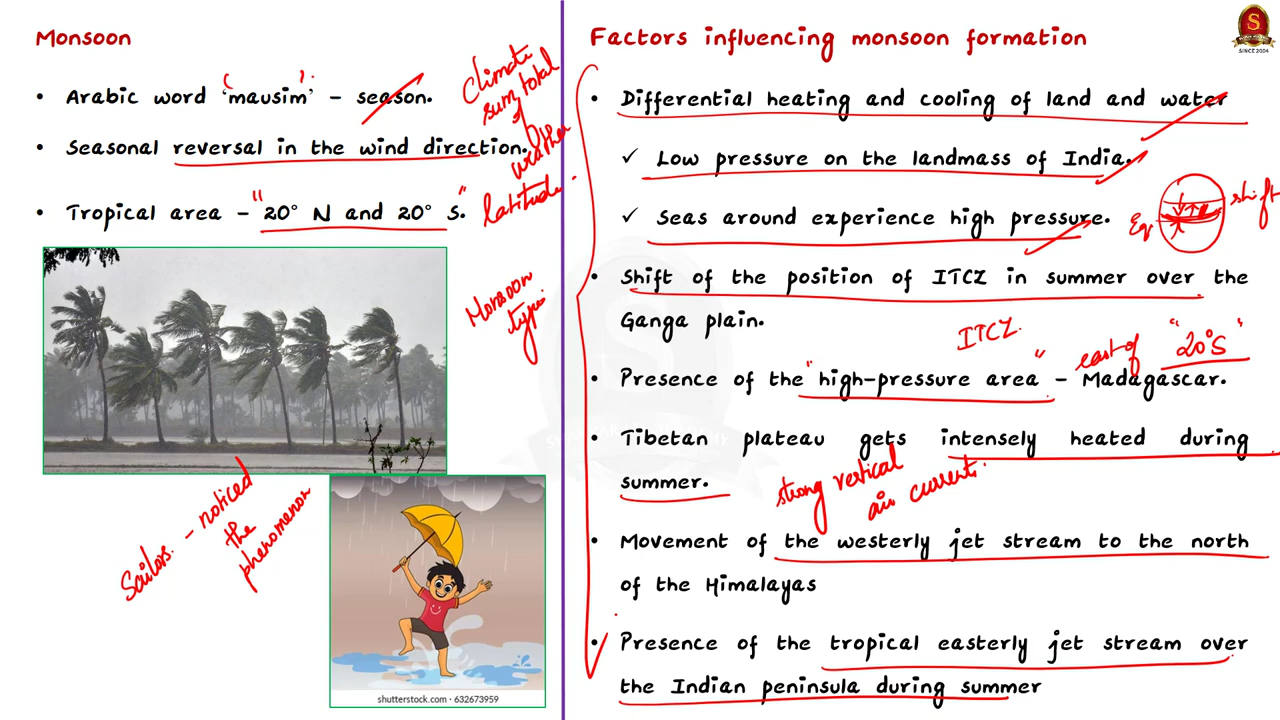 Monsoon
• Arabic word ‘mausim’ – season.
• Seasonal reversal in the wind direction.
• Tropical area – 20° N and 20° S.
Climate
sum total
of
weather
latitude
Monsoon
type
Sailors – noticed
the
phenomenon
shutterstock.com · 632673959
Factors influencing monsoon formation
• Differential heating and cooling of land and water
✓ Low pressure on the landmass of India.
✓ Seas around experience high pressure.
Eq
shift
• Shift of the position of ITCZ in summer over the
Ganga plain.
ITCZ
east of "20°S"
• Presence of the "high-pressure area" – Madagascar.
• Tibetan plateau gets intensely heated during
summer.
strong vertical
air currents.
• Movement of the westerly jet stream to the north
of the Himalayas
• Presence of the tropical easterly jet stream over
the Indian peninsula during summer
S
SINCE 2004